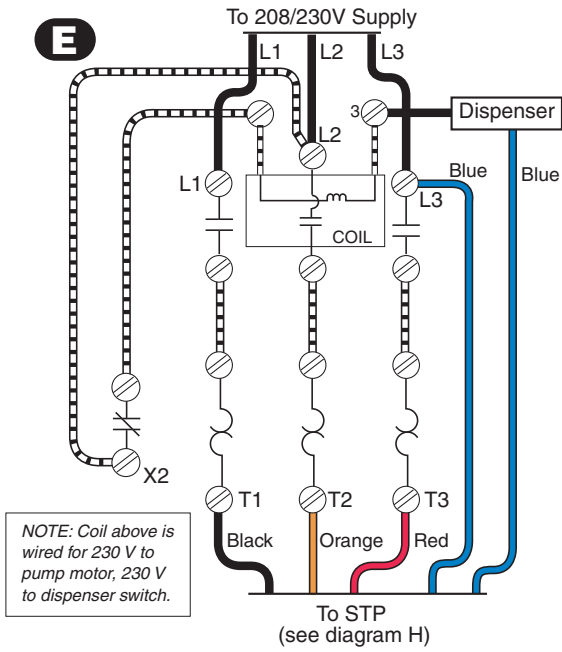 To 208/230V Supply
E
L1
L2
L3
L2
3
Dispenser
L1
L3
Blue
Blue
COIL
X2
T1
T2
T3
Black
Orange
Red
NOTE: Coil above is
wired for 230 V to
pump motor, 230 V
to dispenser switch.
To STP
(see diagram H)